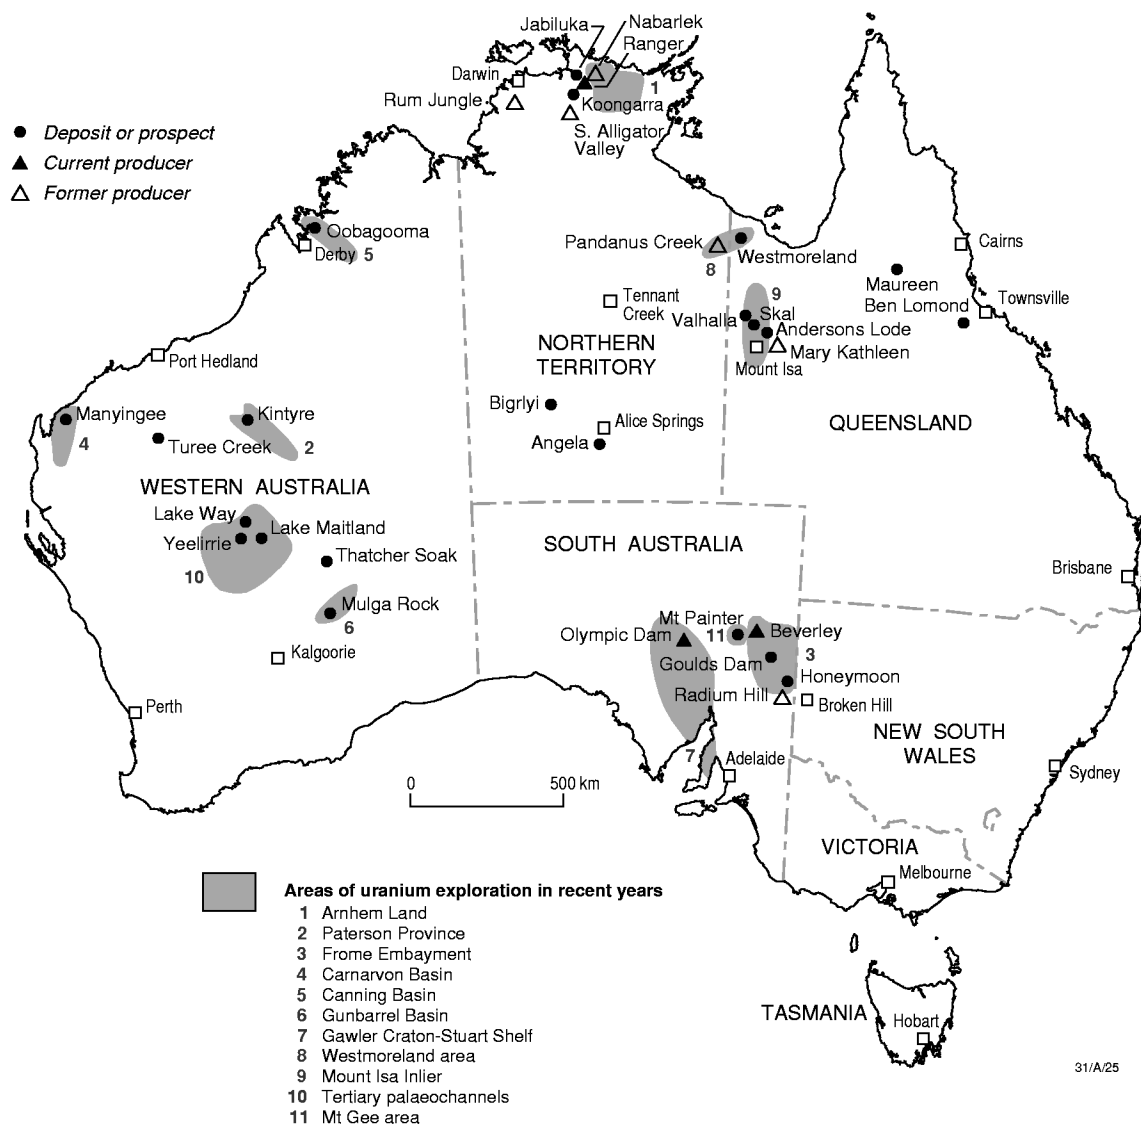 Jabiluka
Nabarlek
Ranger
Darwin
Rum Jungle
1
Koongarra
S. Alligator
Valley
Deposit or prospect
Current producer
Former producer
Oobagooma
Derby
5
Pandanus Creek
8
Westmoreland
Cairns
Maureen
Ben Lomond
Townsville
9
Valhalla
Skal
Andersons Lode
Mary Kathleen
Mount Isa
Tennant
Creek
NORTHERN
TERRITORY
Port Hedland
Manyingee
4
Kintyre
2
Turee Creek
Bigrlyi
Alice Springs
Angela
QUEENSLAND
WESTERN AUSTRALIA
Lake Way
Lake Maitland
Yeelirrie
10
Thatcher Soak
SOUTH AUSTRALIA
Brisbane
Mulga Rock
6
Kalgoorie
Mt Painter
Olympic Dam
11
Beverley
3
Goulds Dam
Honeymoon
Radium Hill
Broken Hill
Perth
NEW SOUTH
WALES
7
Adelaide
Sydney
0
500 km
VICTORIA
Melbourne
Areas of uranium exploration in recent years
1 Arnhem Land
2 Paterson Province
3 Frome Embayment
4 Carnarvon Basin
5 Canning Basin
6 Gunbarrel Basin
7 Gawler Craton-Stuart Shelf
8 Westmoreland area
9 Mount Isa Inlier
10 Tertiary palaeochannels
11 Mt Gee area
TASMANIA
Hobart
31/A/25